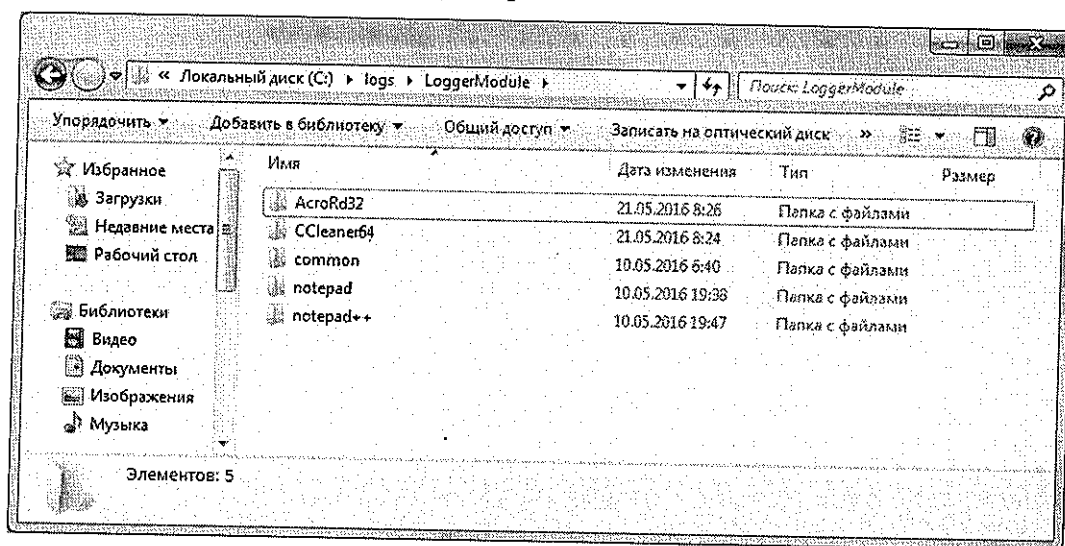 « Локальный диск (C:) ▸ logs ▸ LoggerModule ▸
Поиск: LoggerModule
Упорядочить ▾ Добавить в библиотеку ▾ Общий доступ ▾ Записать на оптический диск »
Избранное
Загрузки
Недавние места
Рабочий стол
Библиотеки
Видео
Документы
Изображения
Музыка
Имя Дата изменения Тип Размер
AcroRd32 21.05.2016 8:26 Папка с файлами
CCleaner64 21.05.2016 8:24 Папка с файлами
common 10.05.2016 6:40 Папка с файлами
notepad 10.05.2016 19:38 Папка с файлами
notepad++ 10.05.2016 19:47 Папка с файлами
Элементов: 5